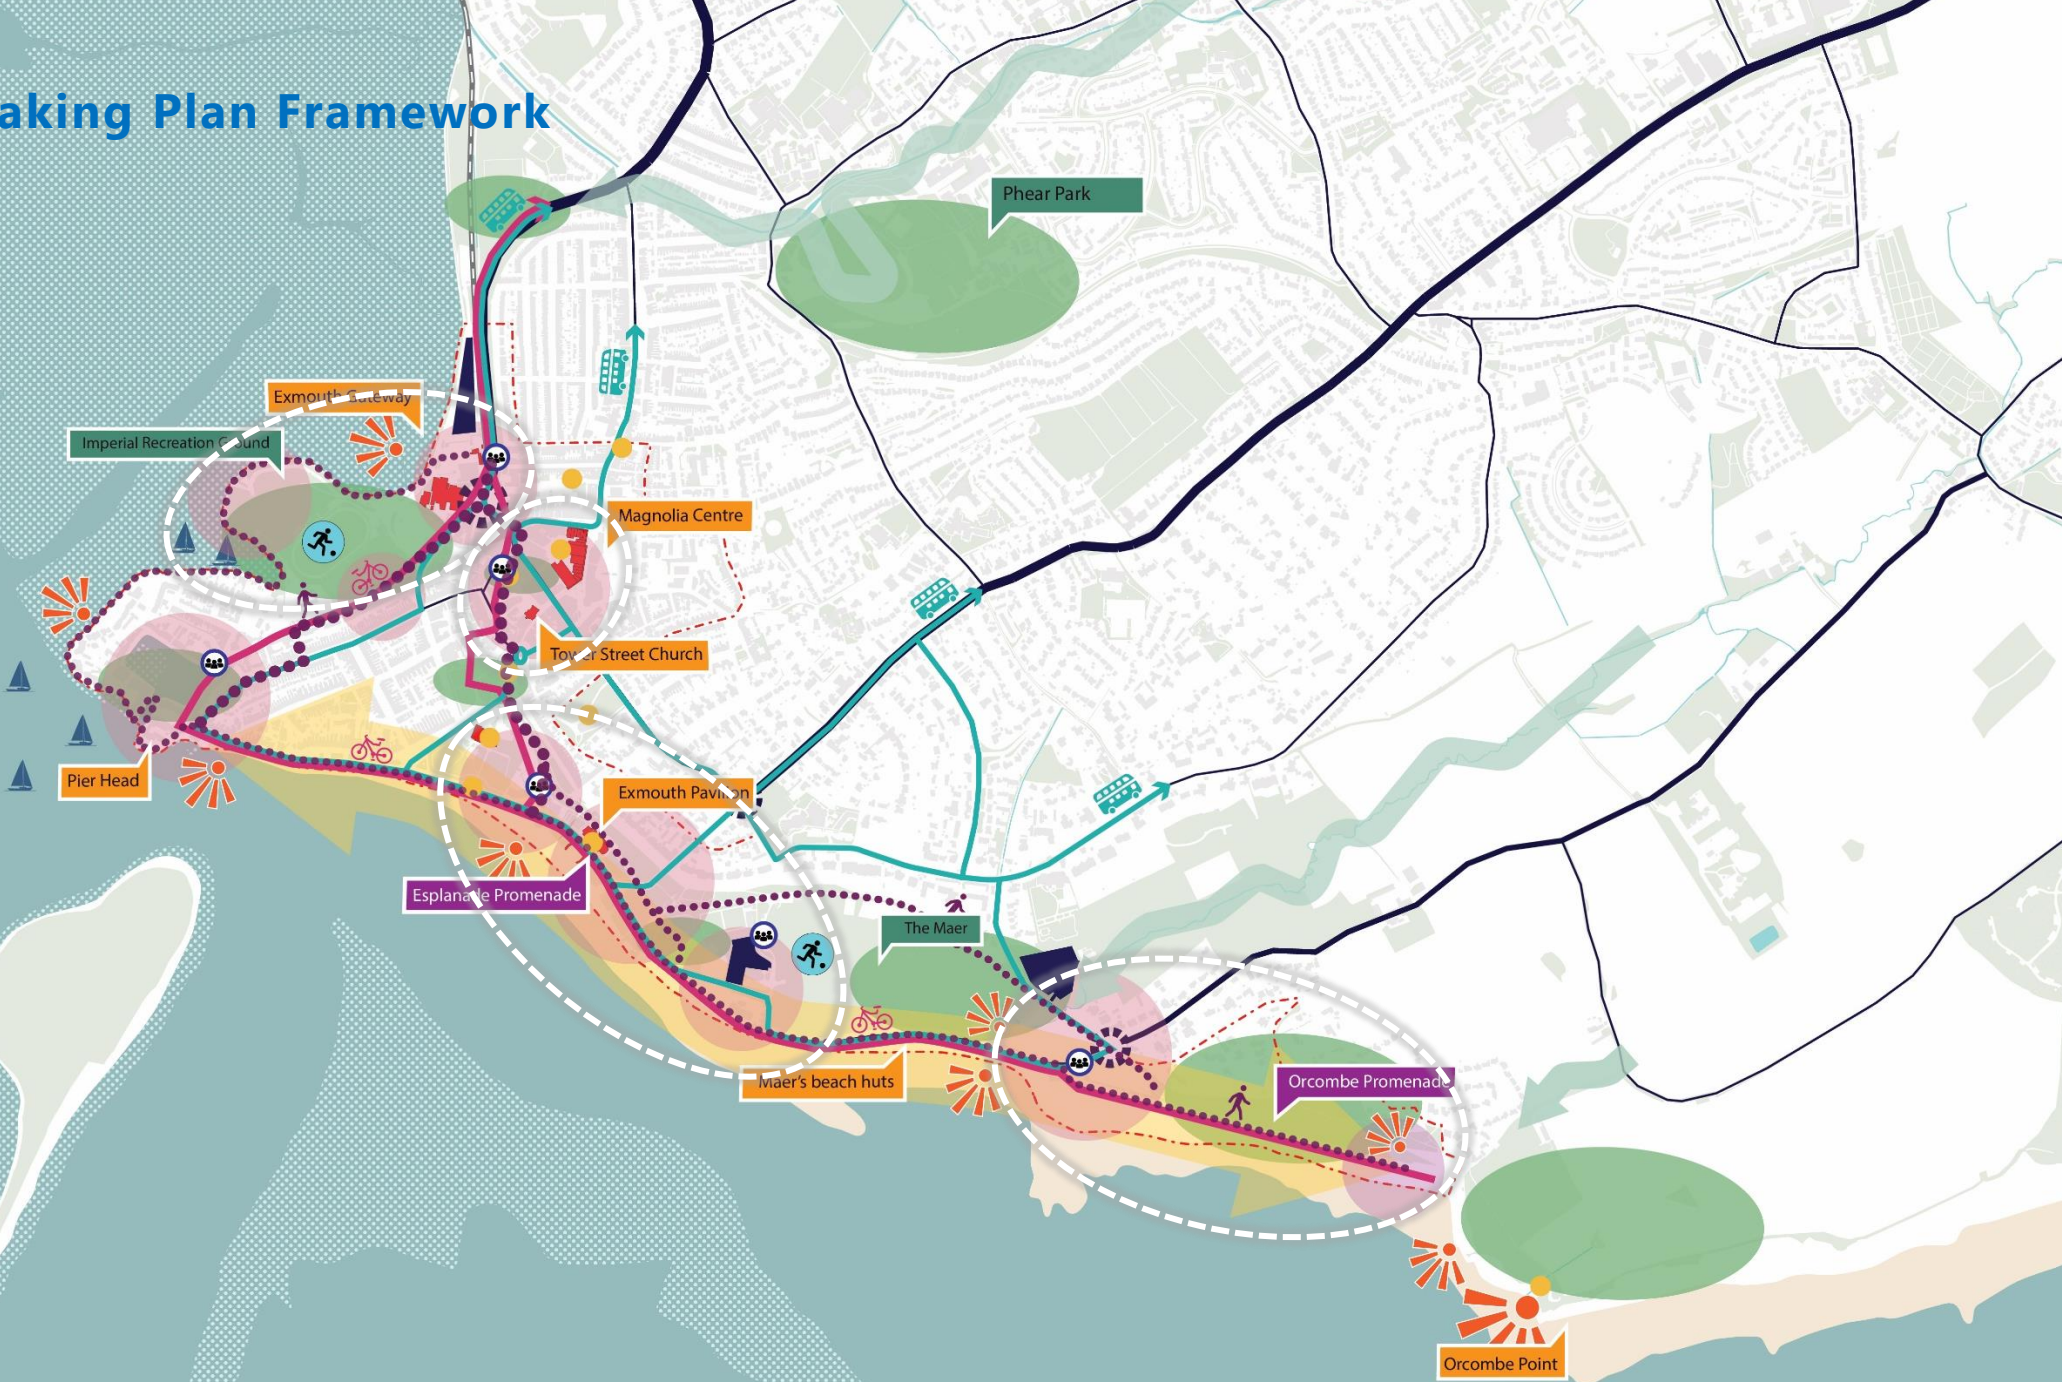 aking Plan Framework
Phear Park
Exmouth Gateway
Imperial Recreation Ground
Magnolia Centre
Tower Street Church
Pier Head
Exmouth Pavilion
Esplanade Promenade
The Maer
Maer's beach huts
Orcombe Promenade
Orcombe Point